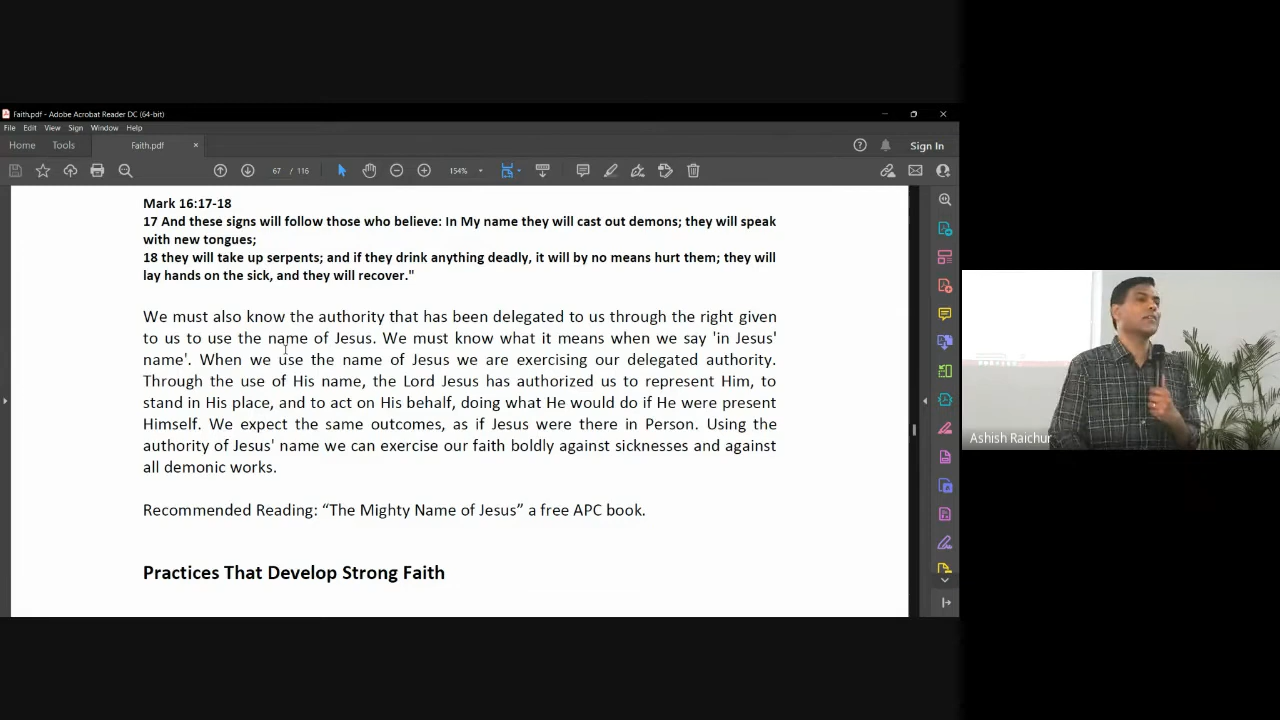 Faith.pdf - Adobe Acrobat Reader DC (64-bit)
File Edit View Sign Window Help
Home Tools Faith.pdf × Sign In
67 / 116 154%
Mark 16:17-18
17 And these signs will follow those who believe: In My name they will cast out demons; they will speak
with new tongues;
18 they will take up serpents; and if they drink anything deadly, it will by no means hurt them; they will
lay hands on the sick, and they will recover."
We must also know the authority that has been delegated to us through the right given
to us to use the name of Jesus. We must know what it means when we say 'in Jesus'
name'. When we use the name of Jesus we are exercising our delegated authority.
Through the use of His name, the Lord Jesus has authorized us to represent Him, to
stand in His place, and to act on His behalf, doing what He would do if He were present
Himself. We expect the same outcomes, as if Jesus were there in Person. Using the
authority of Jesus' name we can exercise our faith boldly against sicknesses and against
all demonic works.
Recommended Reading: “The Mighty Name of Jesus” a free APC book.
Practices That Develop Strong Faith
Ashish Raichur